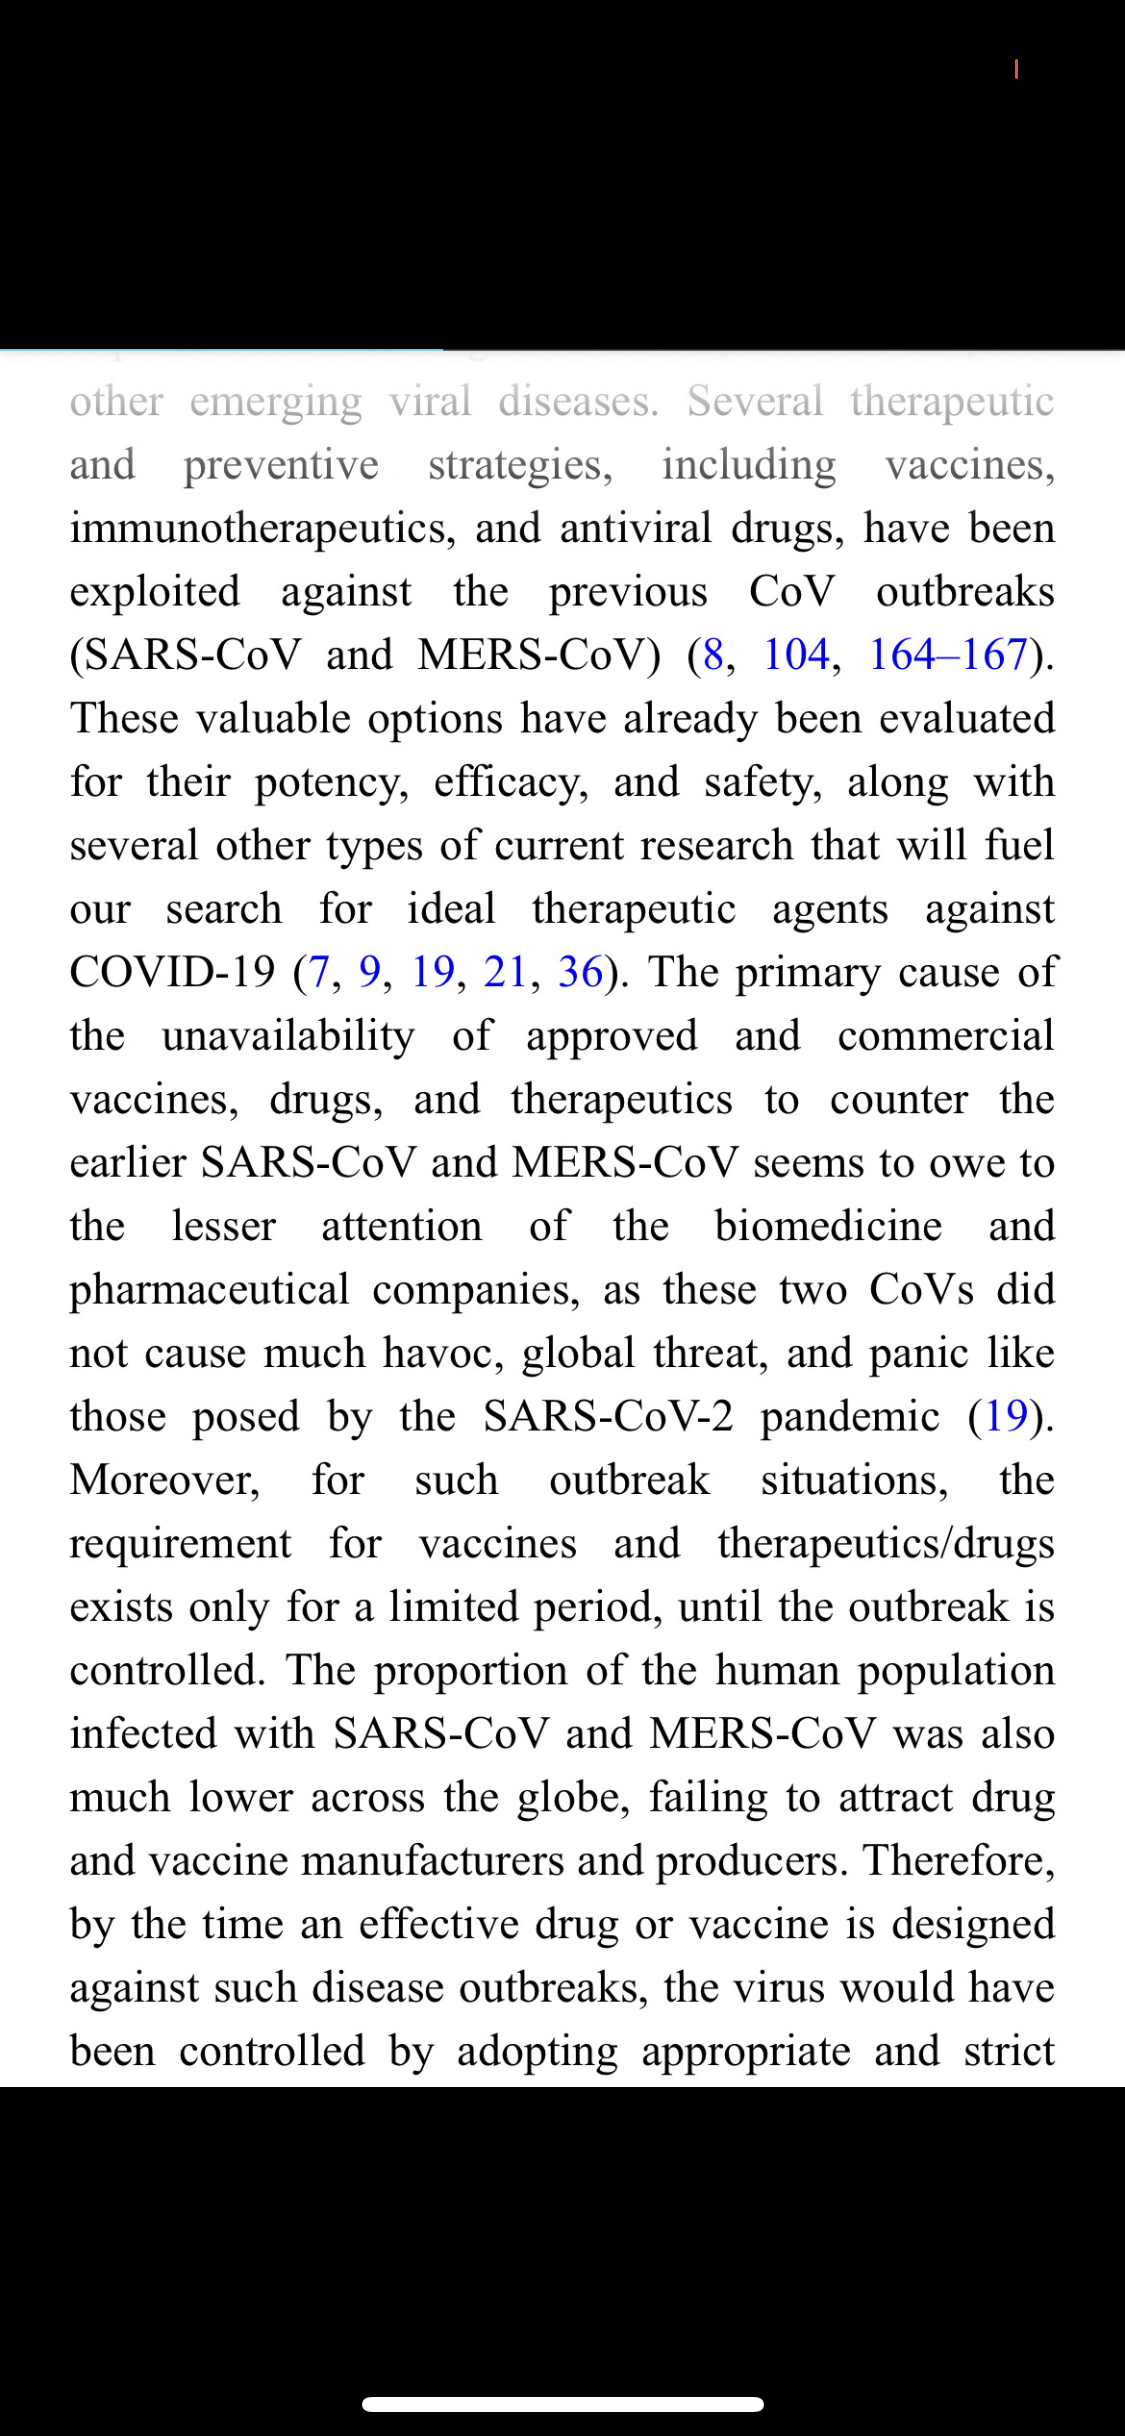 other emerging viral diseases. Several therapeutic
and preventive strategies, including vaccines,
immunotherapeutics, and antiviral drugs, have been
exploited against the previous CoV outbreaks
(SARS-CoV and MERS-CoV) (8, 104, 164–167).
These valuable options have already been evaluated
for their potency, efficacy, and safety, along with
several other types of current research that will fuel
our search for ideal therapeutic agents against
COVID-19 (7, 9, 19, 21, 36). The primary cause of
the unavailability of approved and commercial
vaccines, drugs, and therapeutics to counter the
earlier SARS-CoV and MERS-CoV seems to owe to
the lesser attention of the biomedicine and
pharmaceutical companies, as these two CoVs did
not cause much havoc, global threat, and panic like
those posed by the SARS-CoV-2 pandemic (19).
Moreover, for such outbreak situations, the
requirement for vaccines and therapeutics/drugs
exists only for a limited period, until the outbreak is
controlled. The proportion of the human population
infected with SARS-CoV and MERS-CoV was also
much lower across the globe, failing to attract drug
and vaccine manufacturers and producers. Therefore,
by the time an effective drug or vaccine is designed
against such disease outbreaks, the virus would have
been controlled by adopting appropriate and strict